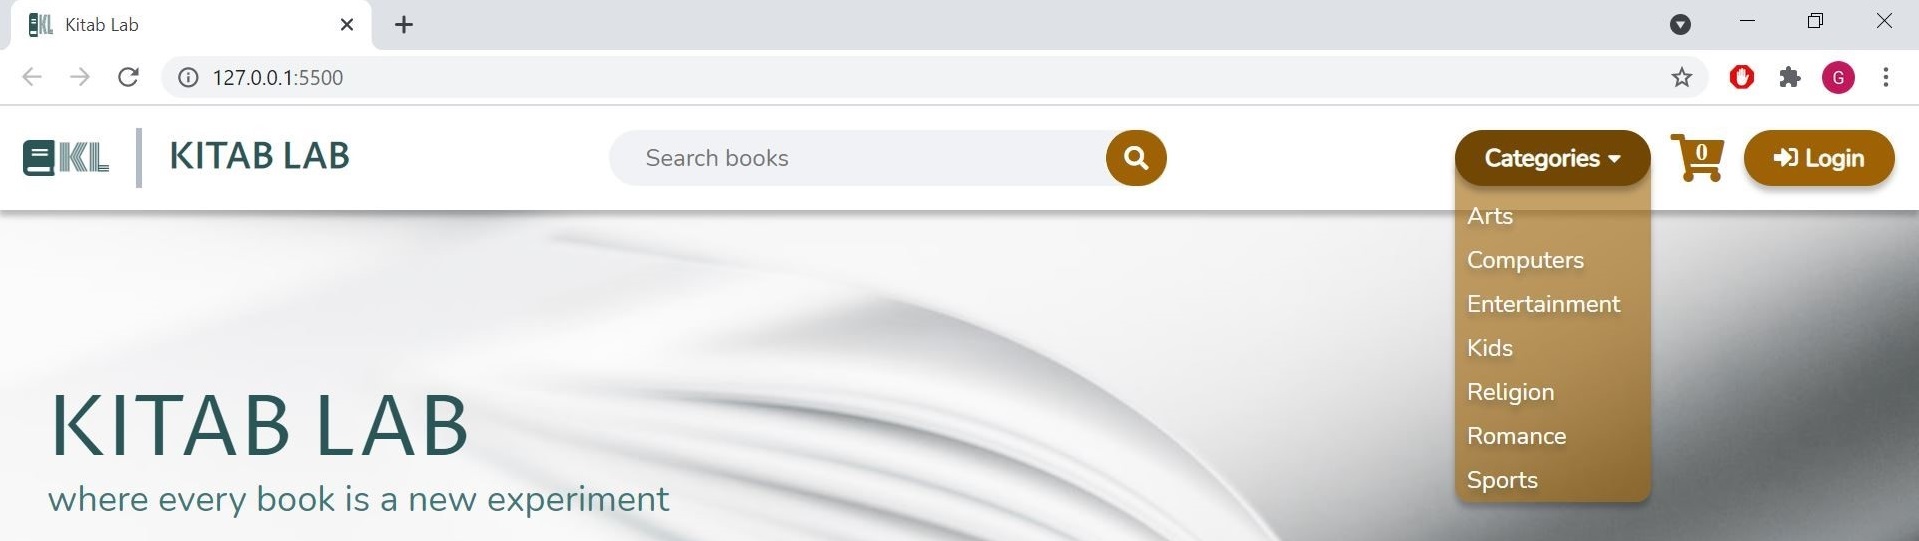 KL Kitab Lab
127.0.0.1:5500
G
KL KITAB LAB Search books Categories 0 Login
Arts
Computers
Entertainment
Kids
Religion
Romance
Sports
KITAB LAB
where every book is a new experiment